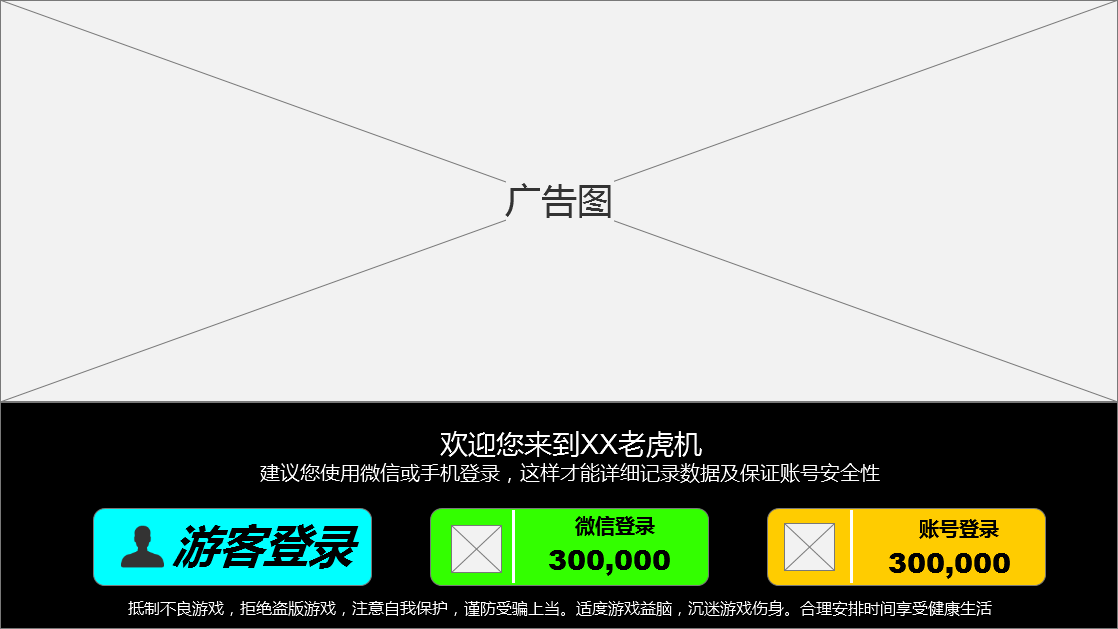 广告图
欢迎您来到XX老虎机
建议您使用微信或手机登录，这样才能详细记录数据及保证账号安全性
游客登录
微信登录
300,000
账号登录
300,000
抵制不良游戏，拒绝盗版游戏，注意自我保护，谨防受骗上当。适度游戏益脑，沉迷游戏伤身。合理安排时间享受健康生活